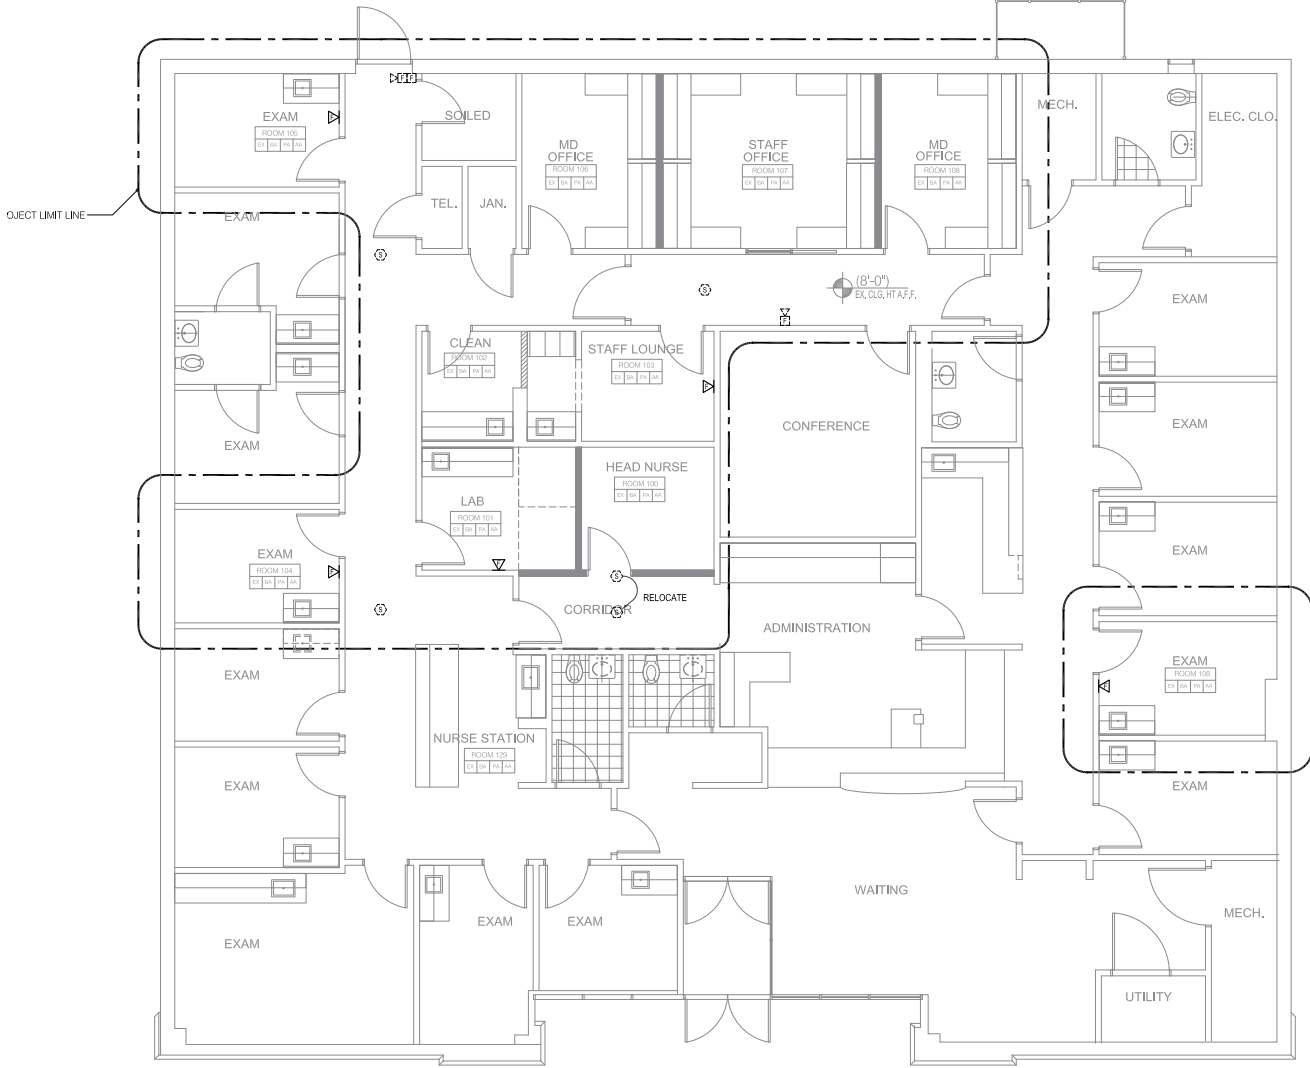 MECH.
SOILED
EXAM
ROOM 105
EX BA PA AA
ELEC. CLO.
MD
OFFICE
ROOM 106
EX BA PA AA
STAFF
OFFICE
ROOM 107
EX BA PA AA
MD
OFFICE
ROOM 108
EX BA PA AA
OJECT LIMIT LINE
EXAM
TEL.
JAN.
S
S
(8'-0")
EX. CLG. HT A.F.F.
EXAM
F
CLEAN
ROOM 102
EX BA PA AA
STAFF LOUNGE
ROOM 103
EX BA PA AA
F
EXAM
CONFERENCE
EXAM
HEAD NURSE
ROOM 100
EX BA PA AA
LAB
ROOM 101
EX BA PA AA
EXAM
ROOM 104
EX BA PA AA
EXAM
F
F
S
S
S
RELOCATE
CORRIDOR
ADMINISTRATION
EXAM
ROOM 108
EX BA PA AA
F
EXAM
NURSE STATION
ROOM 129
EX BA PA AA
EXAM
EXAM
WAITING
EXAM
EXAM
EXAM
MECH.
UTILITY